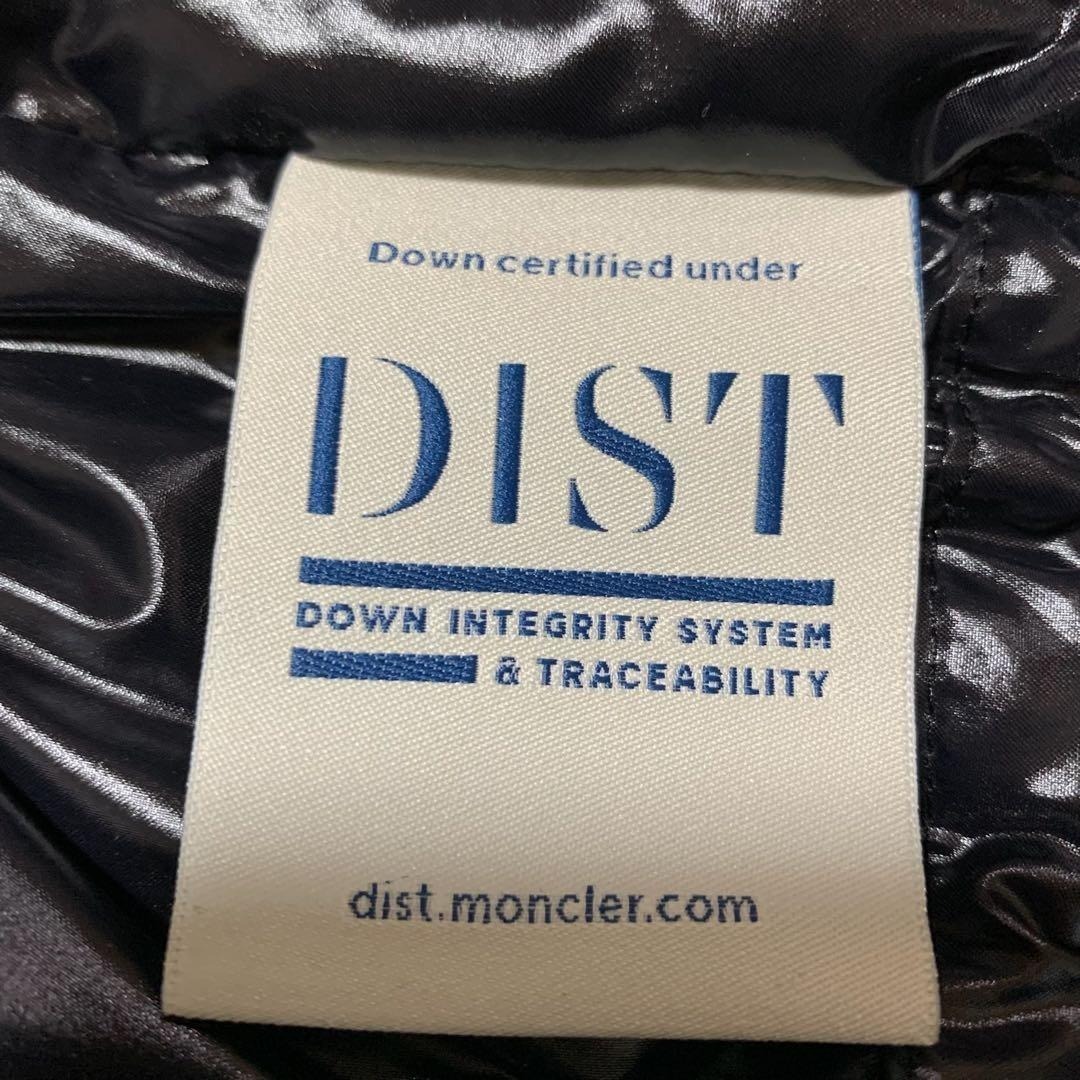 Down certified under
DIST
DOWN INTEGRITY SYSTEM
& TRACEABILITY
dist.moncler.com